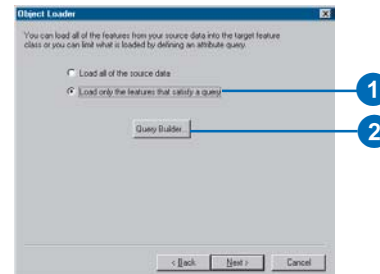 Object Loader
You can load all of the features from your source data into the target feature
class or you can limit what is loaded by defining an attribute query.
Load all of the source data
Load only the features that satisfy a query
1
Query Builder...
2
< Back
Next >
Cancel